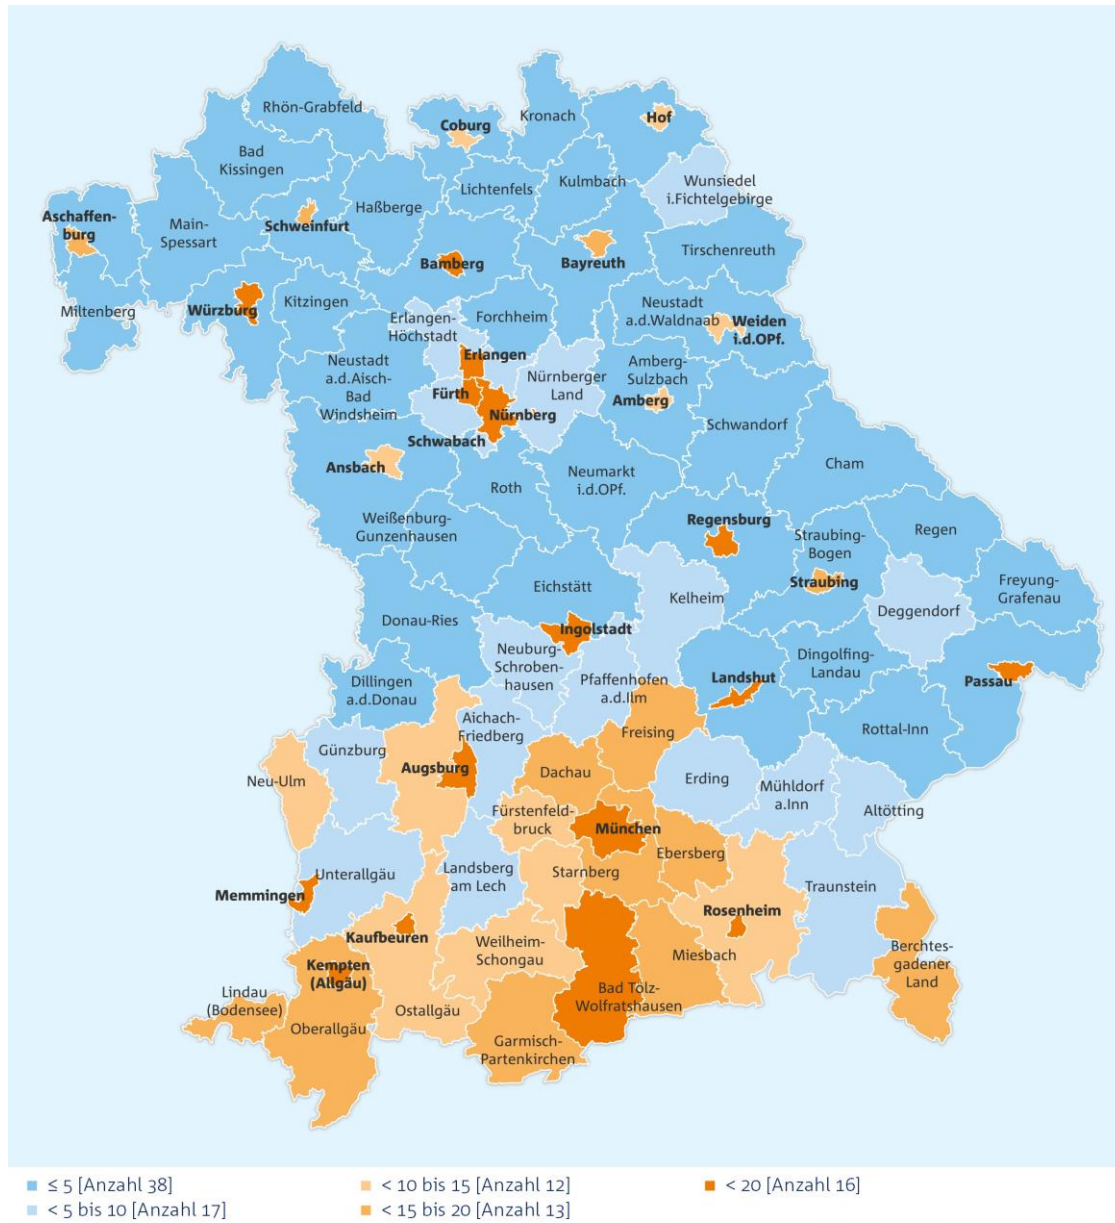 Rhön-Grabfeld
Coburg
Kronach
Hof
Bad
Kissingen
Lichtenfels
Kulmbach
Wunsiedel
i.Fichtelgebirge
Aschaffen-
burg
Main-
Spessart
Schweinfurt
Haßberge
Bamberg
Bayreuth
Tirschenreuth
Miltenberg
Würzburg
Kitzingen
Erlangen-
Höchstadt
Forchheim
Neustadt
a.d.Waldnaab
Weiden
i.d.OPf.
Neustadt
a.d.Aisch-
Bad
Windsheim
Erlangen
Fürth
Nürnberg
Nürnberger
Land
Amberg-
Sulzbach
Amberg
Schwabach
Ansbach
Roth
Neumarkt
i.d.OPf.
Schwandorf
Cham
Weißenburg-
Gunzenhausen
Regensburg
Straubing-
Bogen
Straubing
Regen
Freyung-
Grafenau
Eichstätt
Kelheim
Deggendorf
Donau-Ries
Ingolstadt
Neuburg-
Schroben-
hausen
Pfaffenhofen
a.d.Ilm
Landshut
Dingolfing-
Landau
Passau
Dillingen
a.d.Donau
Aichach-
Friedberg
Freising
Rottal-Inn
Günzburg
Neu-Ulm
Augsburg
Dachau
Erding
Mühldorf
a.Inn
Altötting
Fürstenfeld-
bruck
München
Ebersberg
Unterallgäu
Landsberg
am Lech
Starnberg
Traunstein
Memmingen
Rosenheim
Kaufbeuren
Weilheim-
Schongau
Miesbach
Berchtes-
gadener
Land
Kempten
(Allgäu)
Lindau
(Bodensee)
Oberallgäu
Ostallgäu
Bad Tölz-
Wolfratshausen
Garmisch-
Partenkirchen
≤ 5 [Anzahl 38]
< 10 bis 15 [Anzahl 12]
< 20 [Anzahl 16]
< 5 bis 10 [Anzahl 17]
< 15 bis 20 [Anzahl 13]